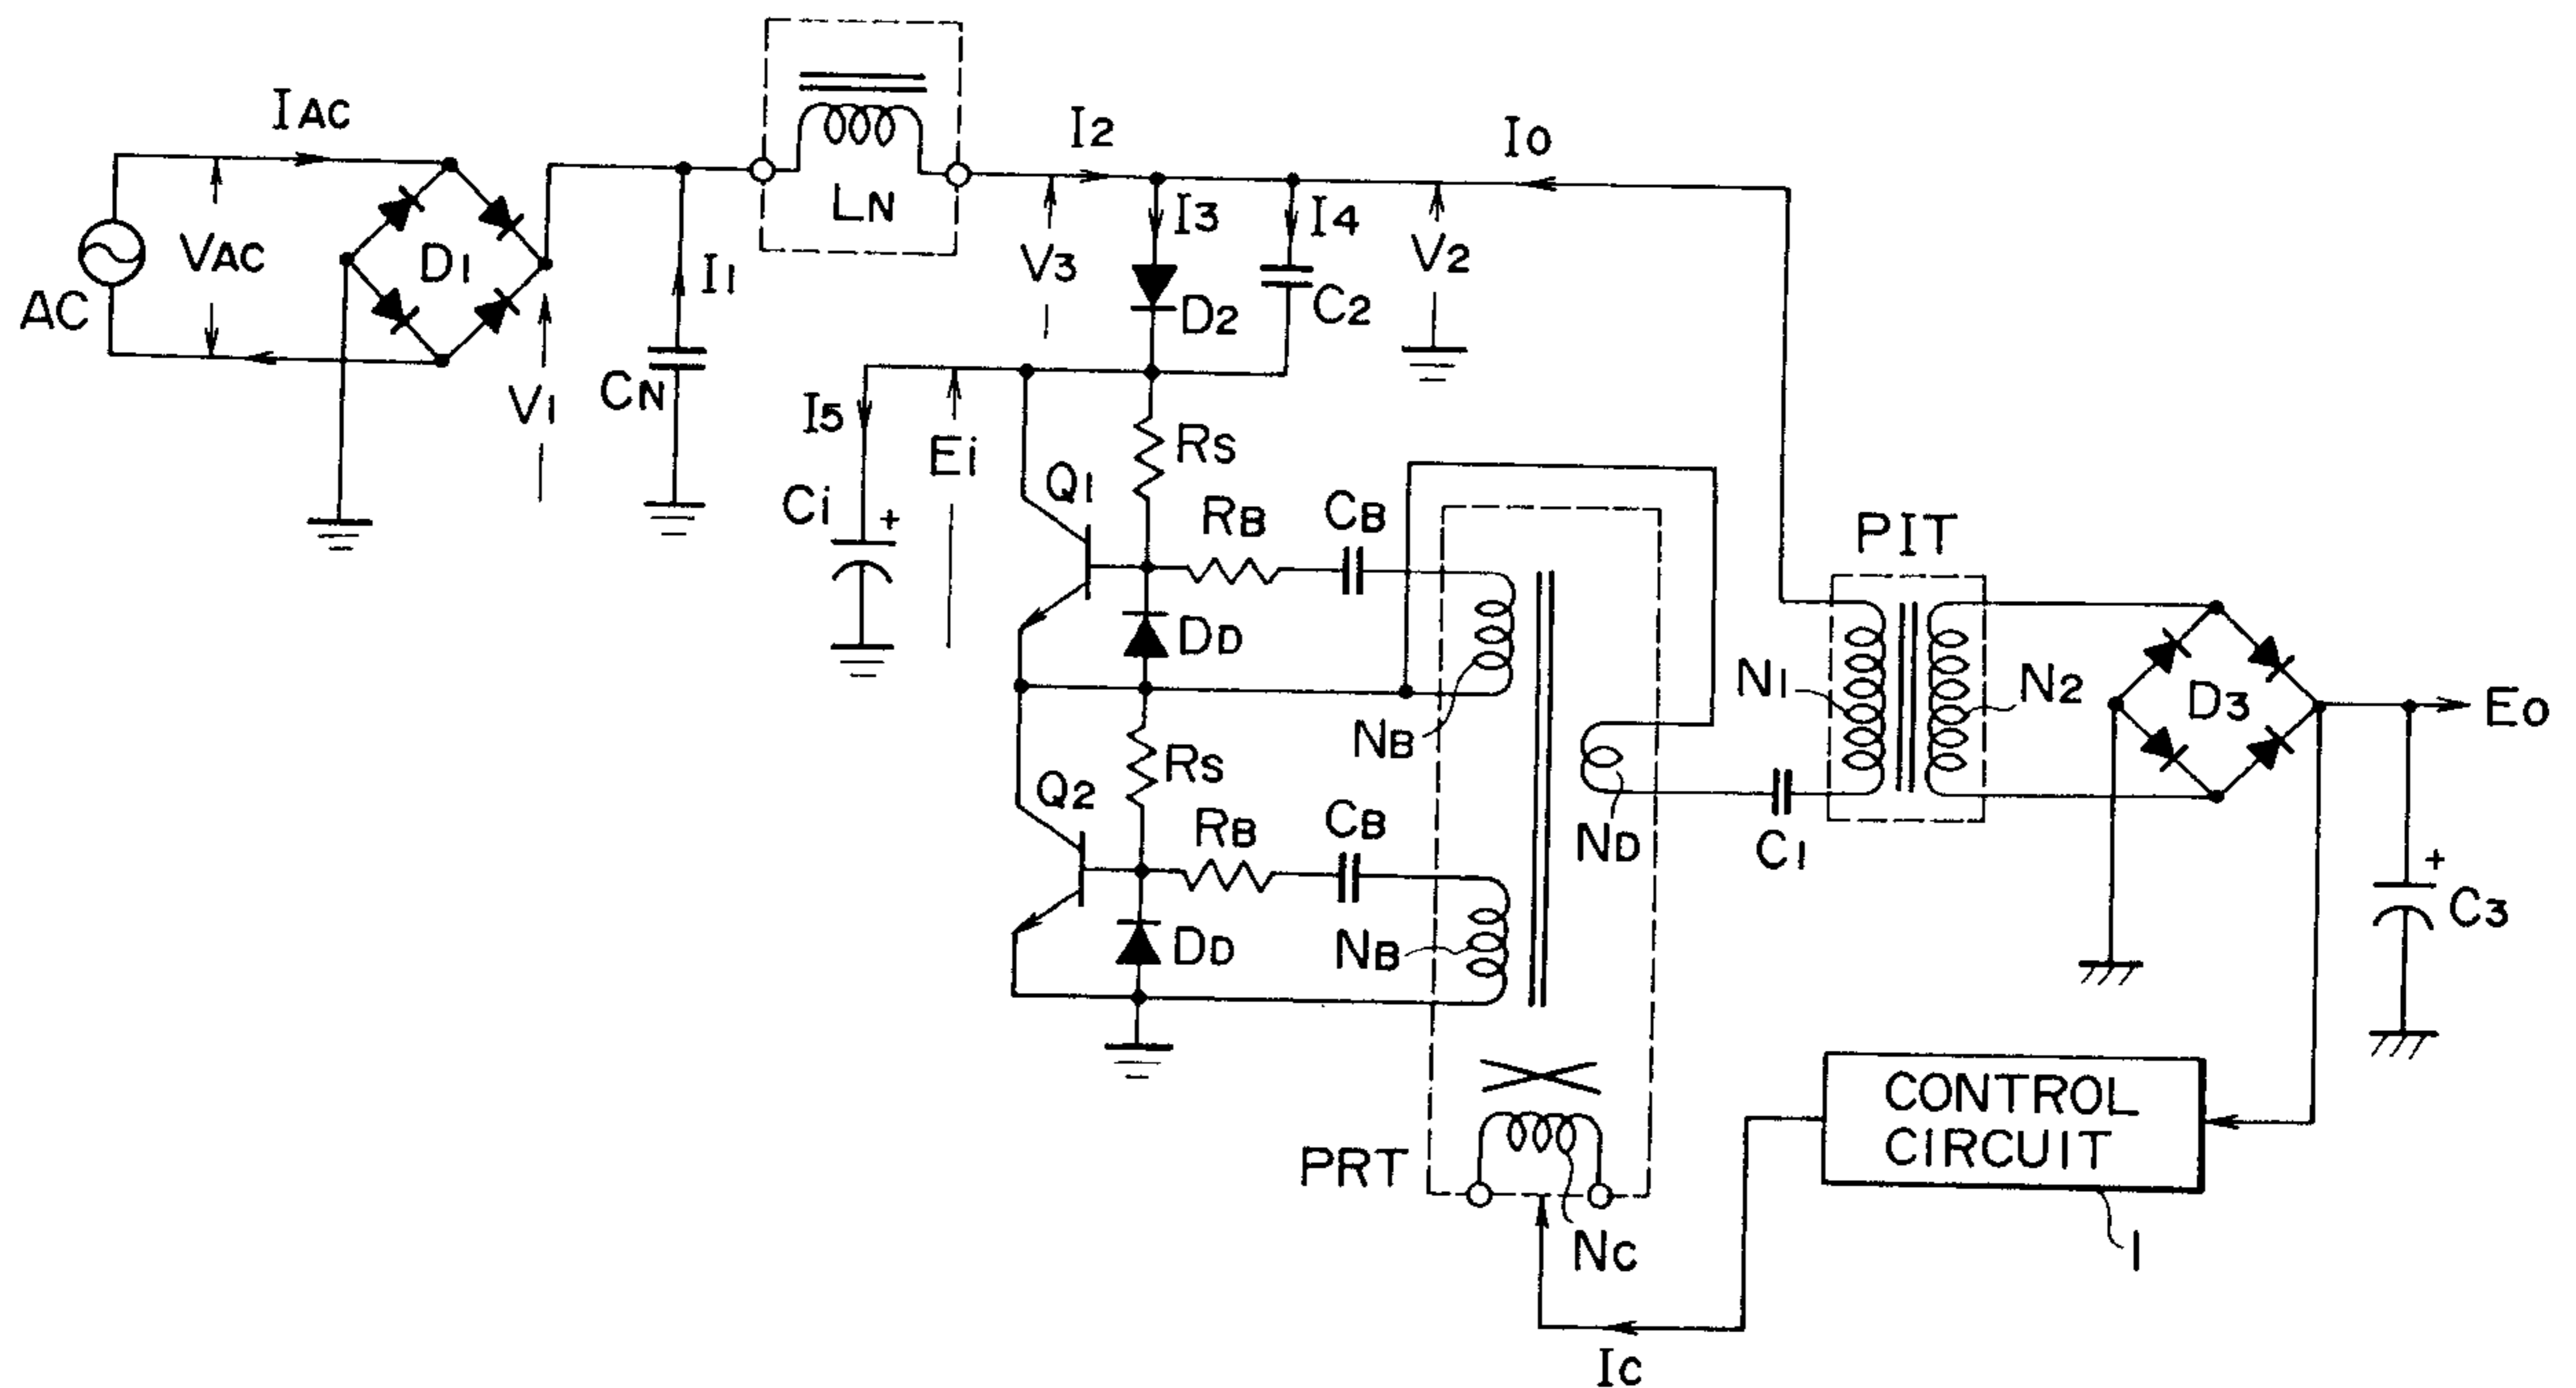 IAC
I2
Io
VAC
D1
AC
I1
LN
V3
I3
I4
V2
D2
C2
V1
CN
I5
Ei
Rs
Ci
+
Q1
RB
CB
PIT
DD
N1
N2
D3
Eo
NB
Rs
Q2
RB
CB
ND
C1
+
C3
DD
NB
CONTROL
CIRCUIT
PRT
Nc
1
Ic